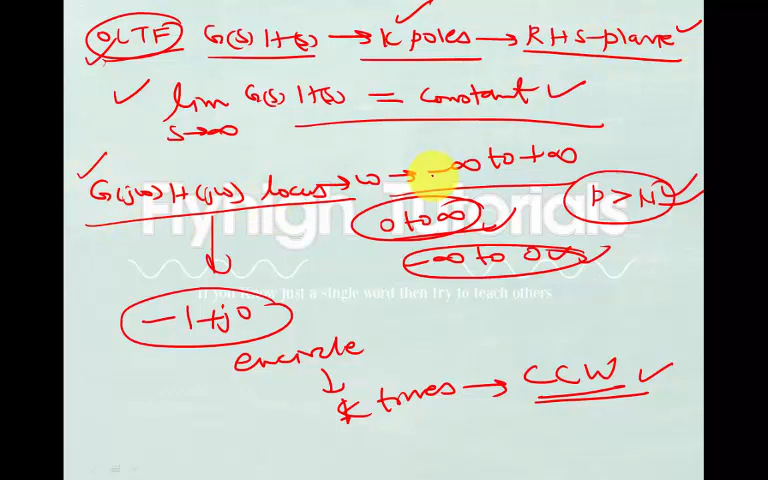 OLTF G(s) H(s) → K poles → RHS-plane
lim G(s) H(s) = constant
s→∞
G(jω) H(jω) locus → ω → -∞ to +∞
0 to ∞
P > N
-∞ to 0
Flyhigh Tutorials
If you know just a single word then try to teach others
-1+j0
encircle
K times → CCW